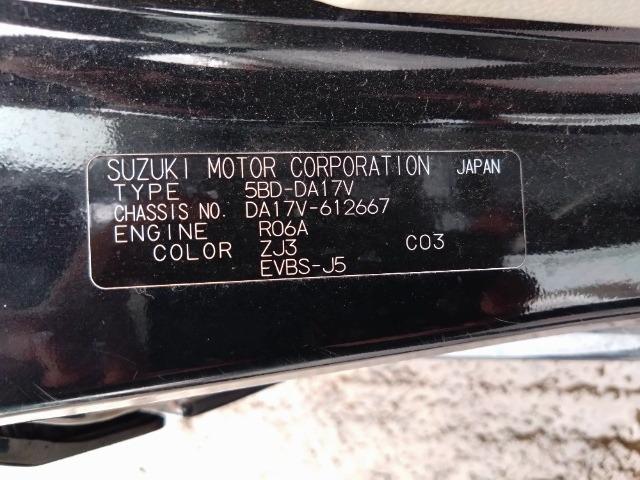 SUZUKI MOTOR CORPORATION JAPAN
TYPE 5BD-DA17V
CHASSIS NO. DA17V-612667
ENGINE R06A
COLOR ZJ3 C03
EVBS-J5